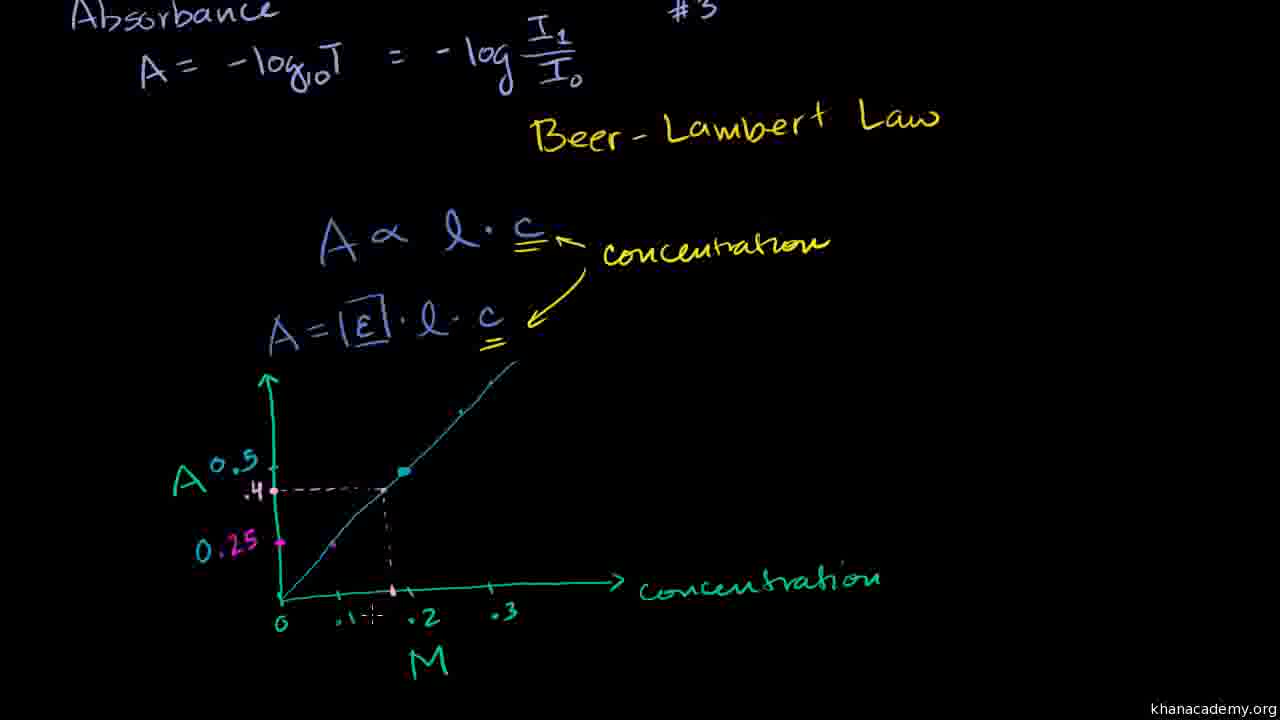 Absorbance #3
A = -log₁₀T = -log I₁/I₀
Beer-Lambert Law
A ∝ l · c
concentration
A = |ε| · l · c
A
0.5
.4
0.25
concentration
0 .1 .2 .3
M
khanacademy.org